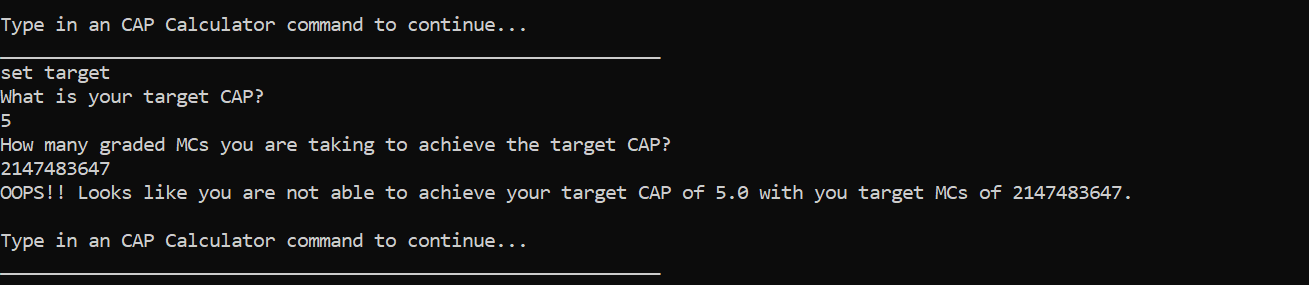 Type in an CAP Calculator command to continue...
set target
What is your target CAP?
5
How many graded MCs you are taking to achieve the target CAP?
2147483647
OOPS!! Looks like you are not able to achieve your target CAP of 5.0 with you target MCs of 2147483647.
Type in an CAP Calculator command to continue...